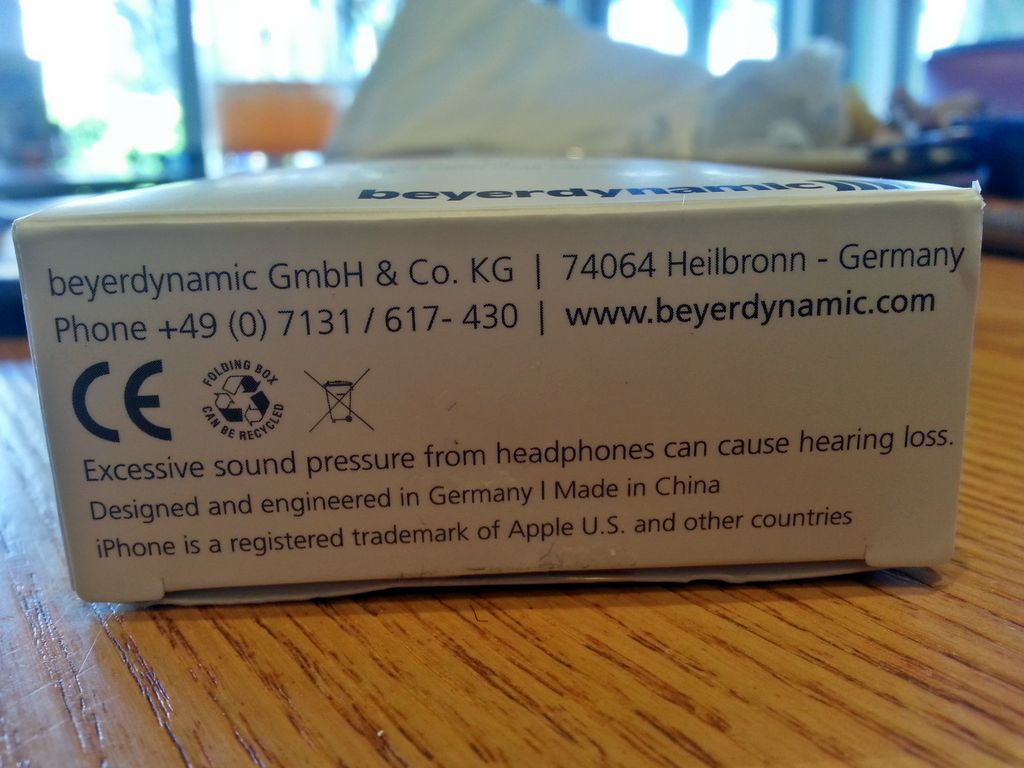 beyerdynamic
beyerdynamic GmbH & Co. KG | 74064 Heilbronn - Germany
Phone +49 (0) 7131 / 617- 430 | www.beyerdynamic.com
CE
FOLDING BOX
CAN BE RECYCLED
Excessive sound pressure from headphones can cause hearing loss.
Designed and engineered in Germany l Made in China
iPhone is a registered trademark of Apple U.S. and other countries